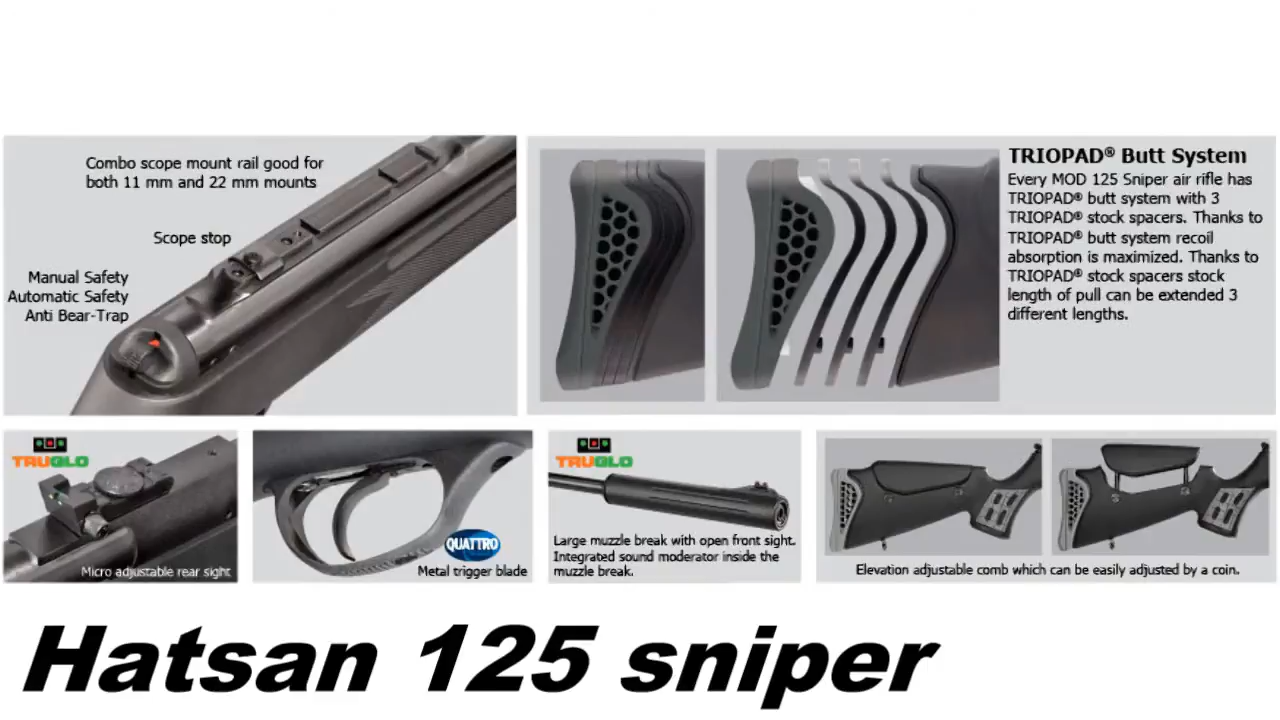 Combo scope mount rail good for
both 11 mm and 22 mm mounts
Scope stop
Manual Safety
Automatic Safety
Anti Bear-Trap
TRIOPAD® Butt System
Every MOD 125 Sniper air rifle has
TRIOPAD® butt system with 3
TRIOPAD® stock spacers. Thanks to
TRIOPAD® butt system recoil
absorption is maximized. Thanks to
TRIOPAD® stock spacers stock
length of pull can be extended 3
different lengths.
TRUGLO
Micro adjustable rear sight
QUATTRO
Metal trigger blade
TRUGLO
Large muzzle break with open front sight.
Integrated sound moderator inside the
muzzle break.
Elevation adjustable comb which can be easily adjusted by a coin.
Hatsan 125 sniper